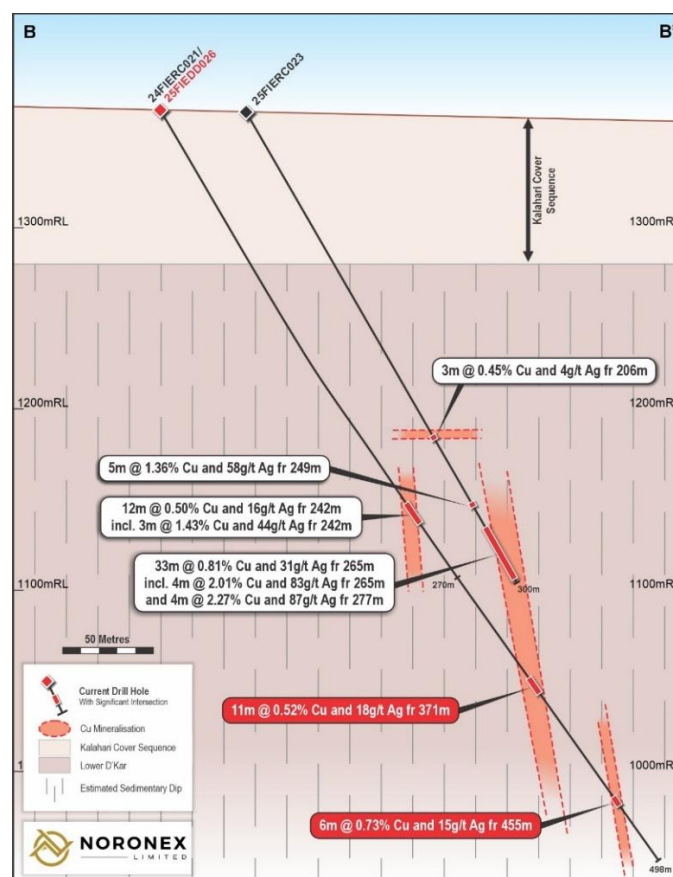 B
B'
24FIERC021/
25FIEDD026
25FIERC023
Kalahari Cover
Sequence
1300mRL
1300mRL
1200mRL
1200mRL
3m @ 0.45% Cu and 4g/t Ag fr 206m
5m @ 1.36% Cu and 58g/t Ag fr 249m
12m @ 0.50% Cu and 16g/t Ag fr 242m
incl. 3m @ 1.43% Cu and 44g/t Ag fr 242m
33m @ 0.81% Cu and 31g/t Ag fr 265m
incl. 4m @ 2.01% Cu and 83g/t Ag fr 265m
and 4m @ 2.27% Cu and 87g/t Ag fr 277m
1100mRL
1100mRL
270m
300m
50 Metres
Current Drill Hole
With Significant Intersection
Cu Mineralisation
Kalahari Cover Sequence
Lower D'Kar
Estimated Sedimentary Dip
11m @ 0.52% Cu and 18g/t Ag fr 371m
1000mRL
6m @ 0.73% Cu and 15g/t Ag fr 455m
498m
NORONEX
LIMITED